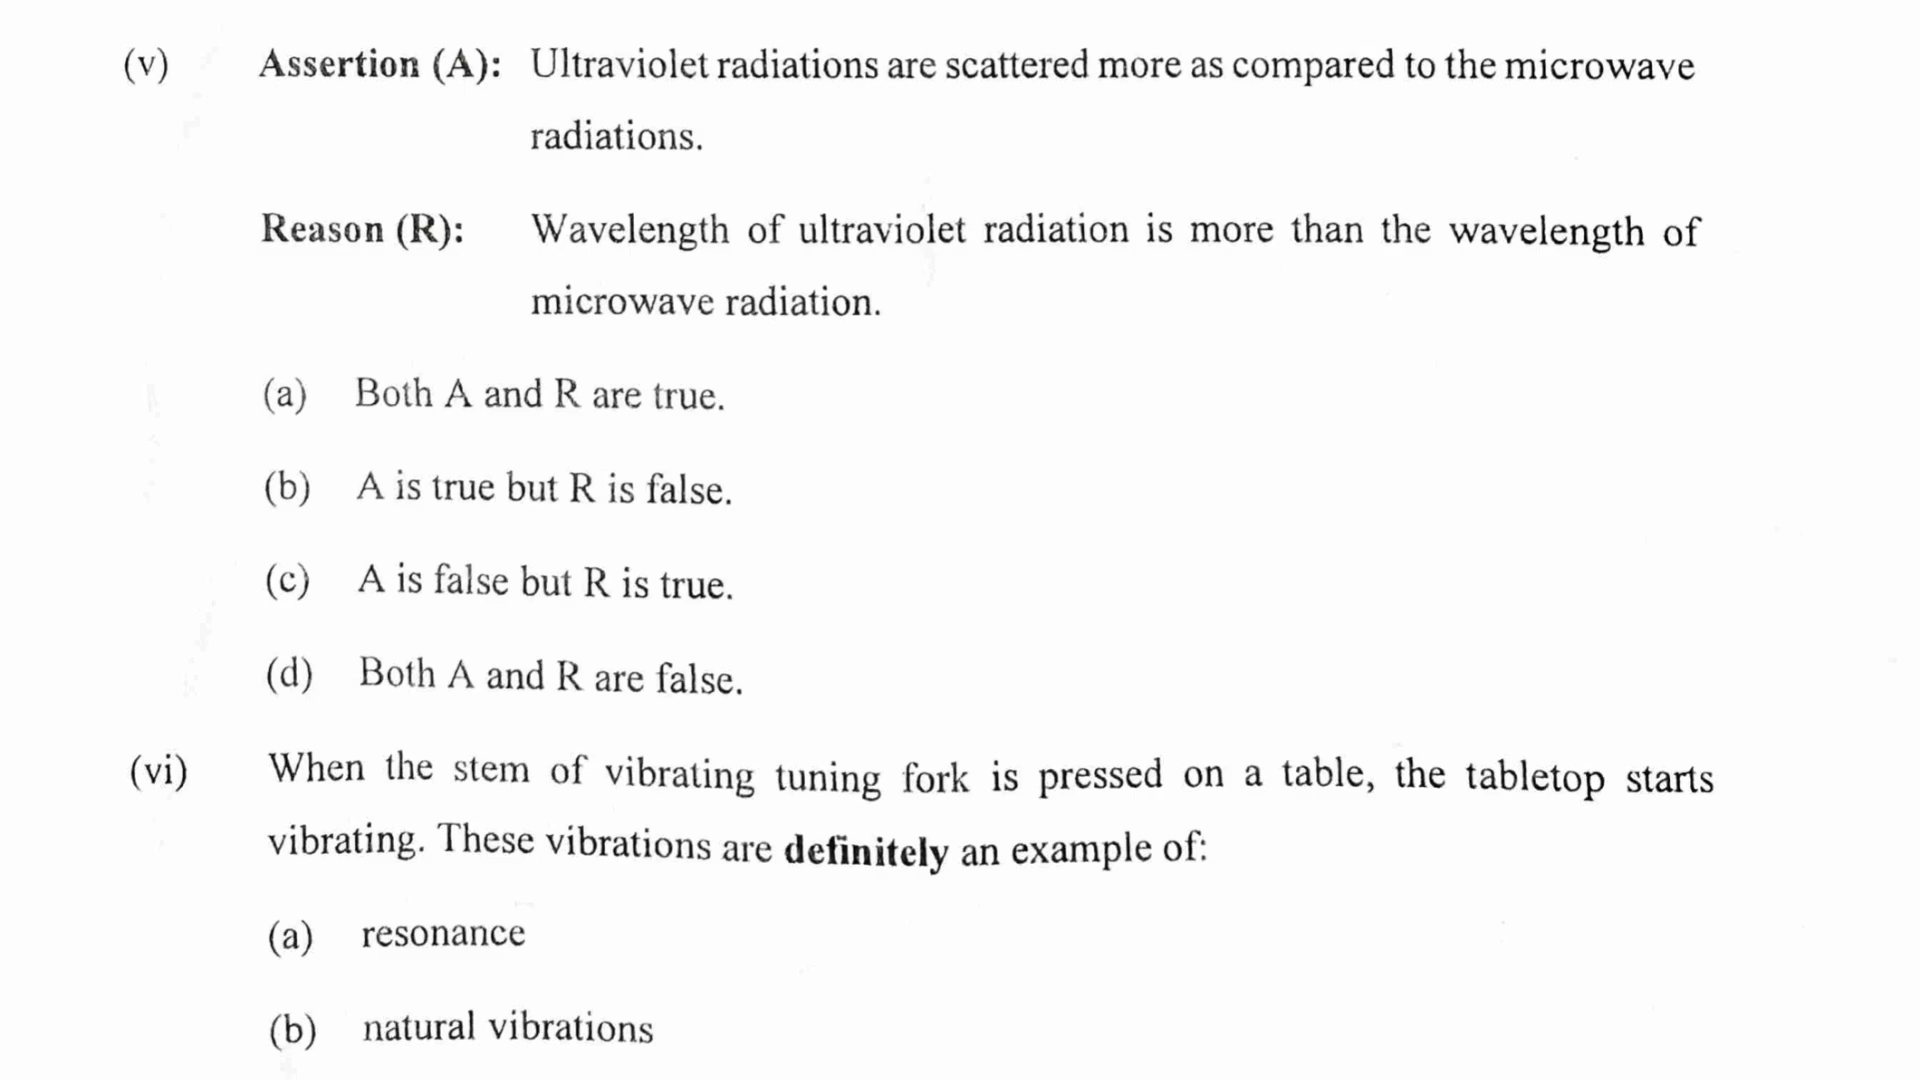 (v) Assertion (A): Ultraviolet radiations are scattered more as compared to the microwave
radiations.
Reason (R): Wavelength of ultraviolet radiation is more than the wavelength of
microwave radiation.
(a) Both A and R are true.
(b) A is true but R is false.
(c) A is false but R is true.
(d) Both A and R are false.
(vi) When the stem of vibrating tuning fork is pressed on a table, the tabletop starts
vibrating. These vibrations are definitely an example of:
(a) resonance
(b) natural vibrations